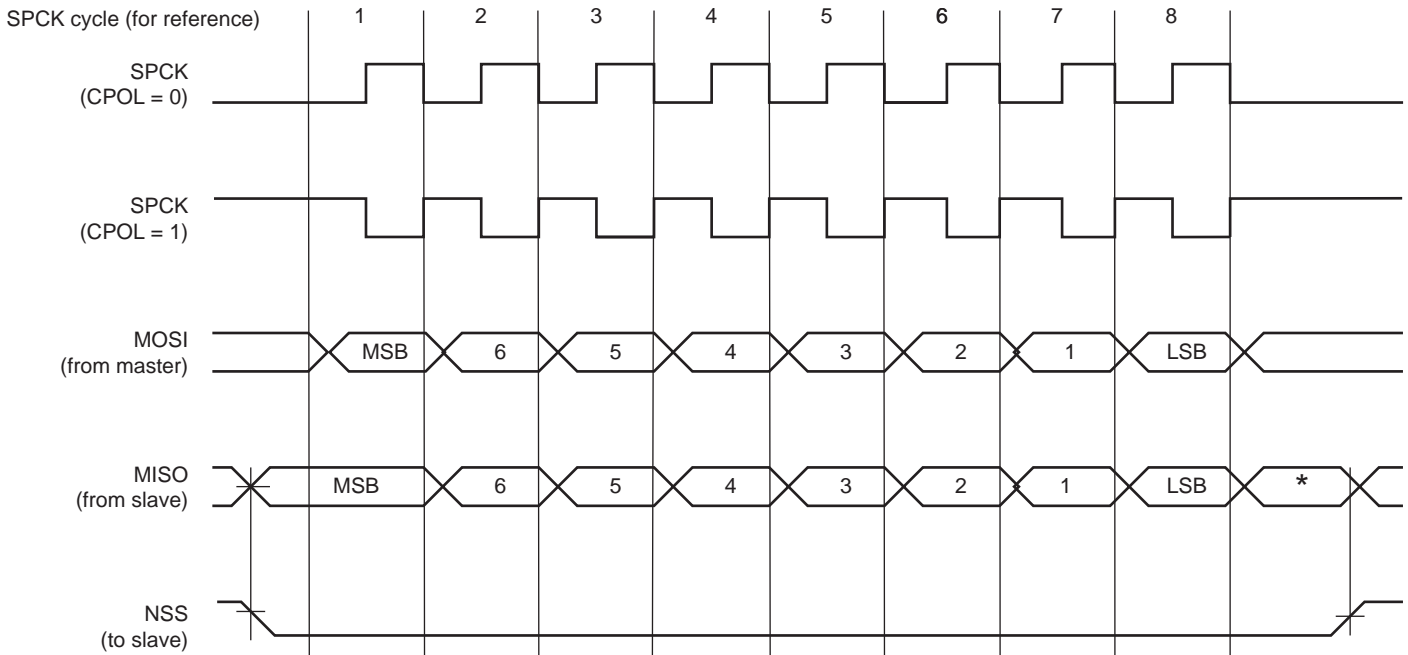 SPCK cycle (for reference) 1 2 3 4 5 6 7 8
SPCK
(CPOL = 0)
SPCK
(CPOL = 1)
MOSI
(from master)
MSB 6 5 4 3 2 1 LSB
MISO
(from slave)
MSB 6 5 4 3 2 1 LSB *
NSS
(to slave)